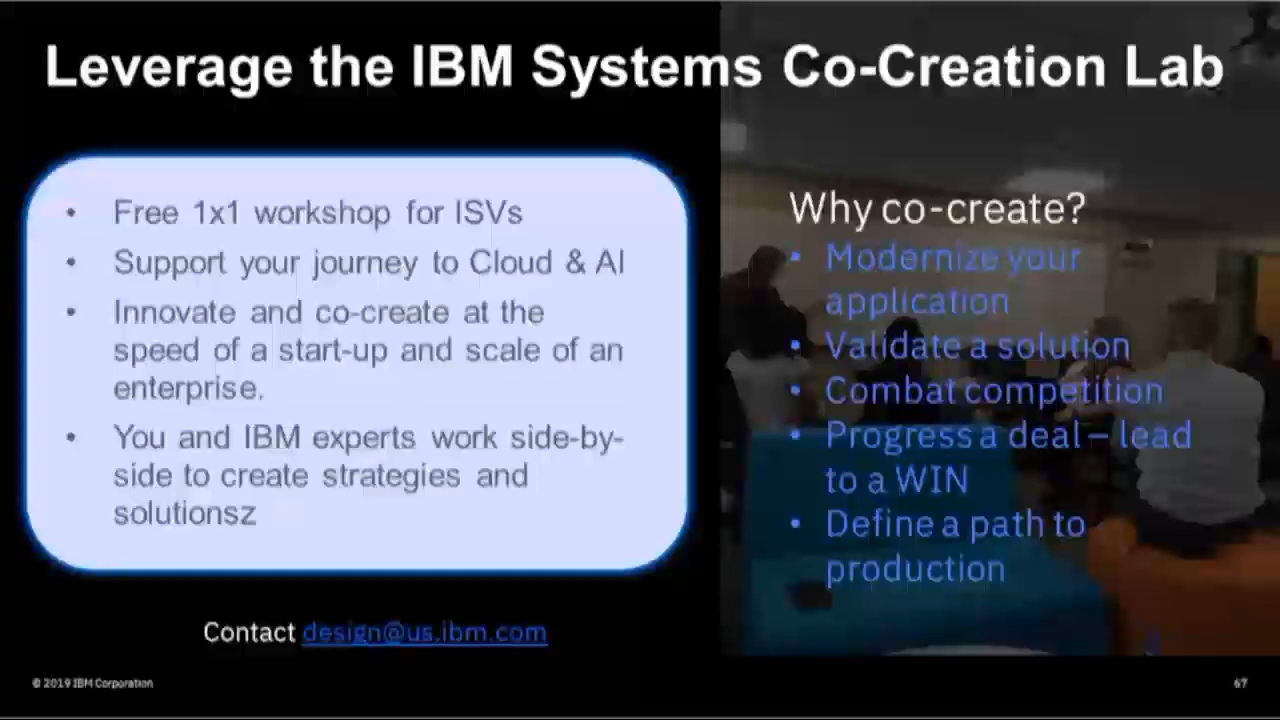 Leverage the IBM Systems Co-Creation Lab
• Free 1x1 workshop for ISVs
• Support your journey to Cloud & AI
• Innovate and co-create at the
speed of a start-up and scale of an
enterprise.
• You and IBM experts work side-by-
side to create strategies and
solutionsz
Contact design@us.ibm.com
Why co-create?
• Modernize your
application
• Validate a solution
• Combat competition
• Progress a deal – lead
to a WIN
• Define a path to
production
© 2019 IBM Corporation
67